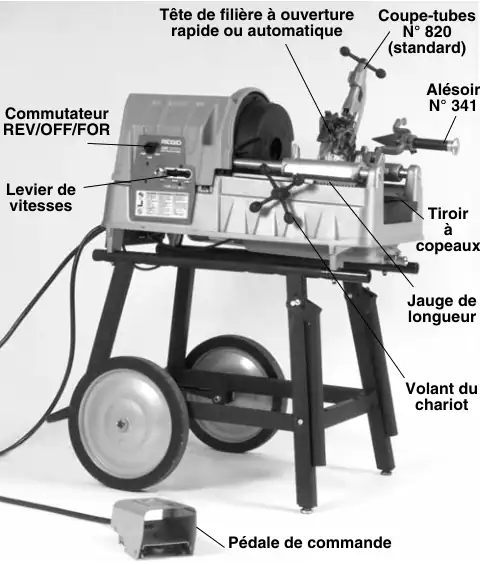 Tête de filière à ouverture
rapide ou automatique
Coupe-tubes
N° 820
(standard)
Alésoir
N° 341
Commutateur
REV/OFF/FOR
RIDGID
Levier de
vitesses
Tiroir
à
copeaux
Jauge de
longueur
Volant du
chariot
Pédale de commande